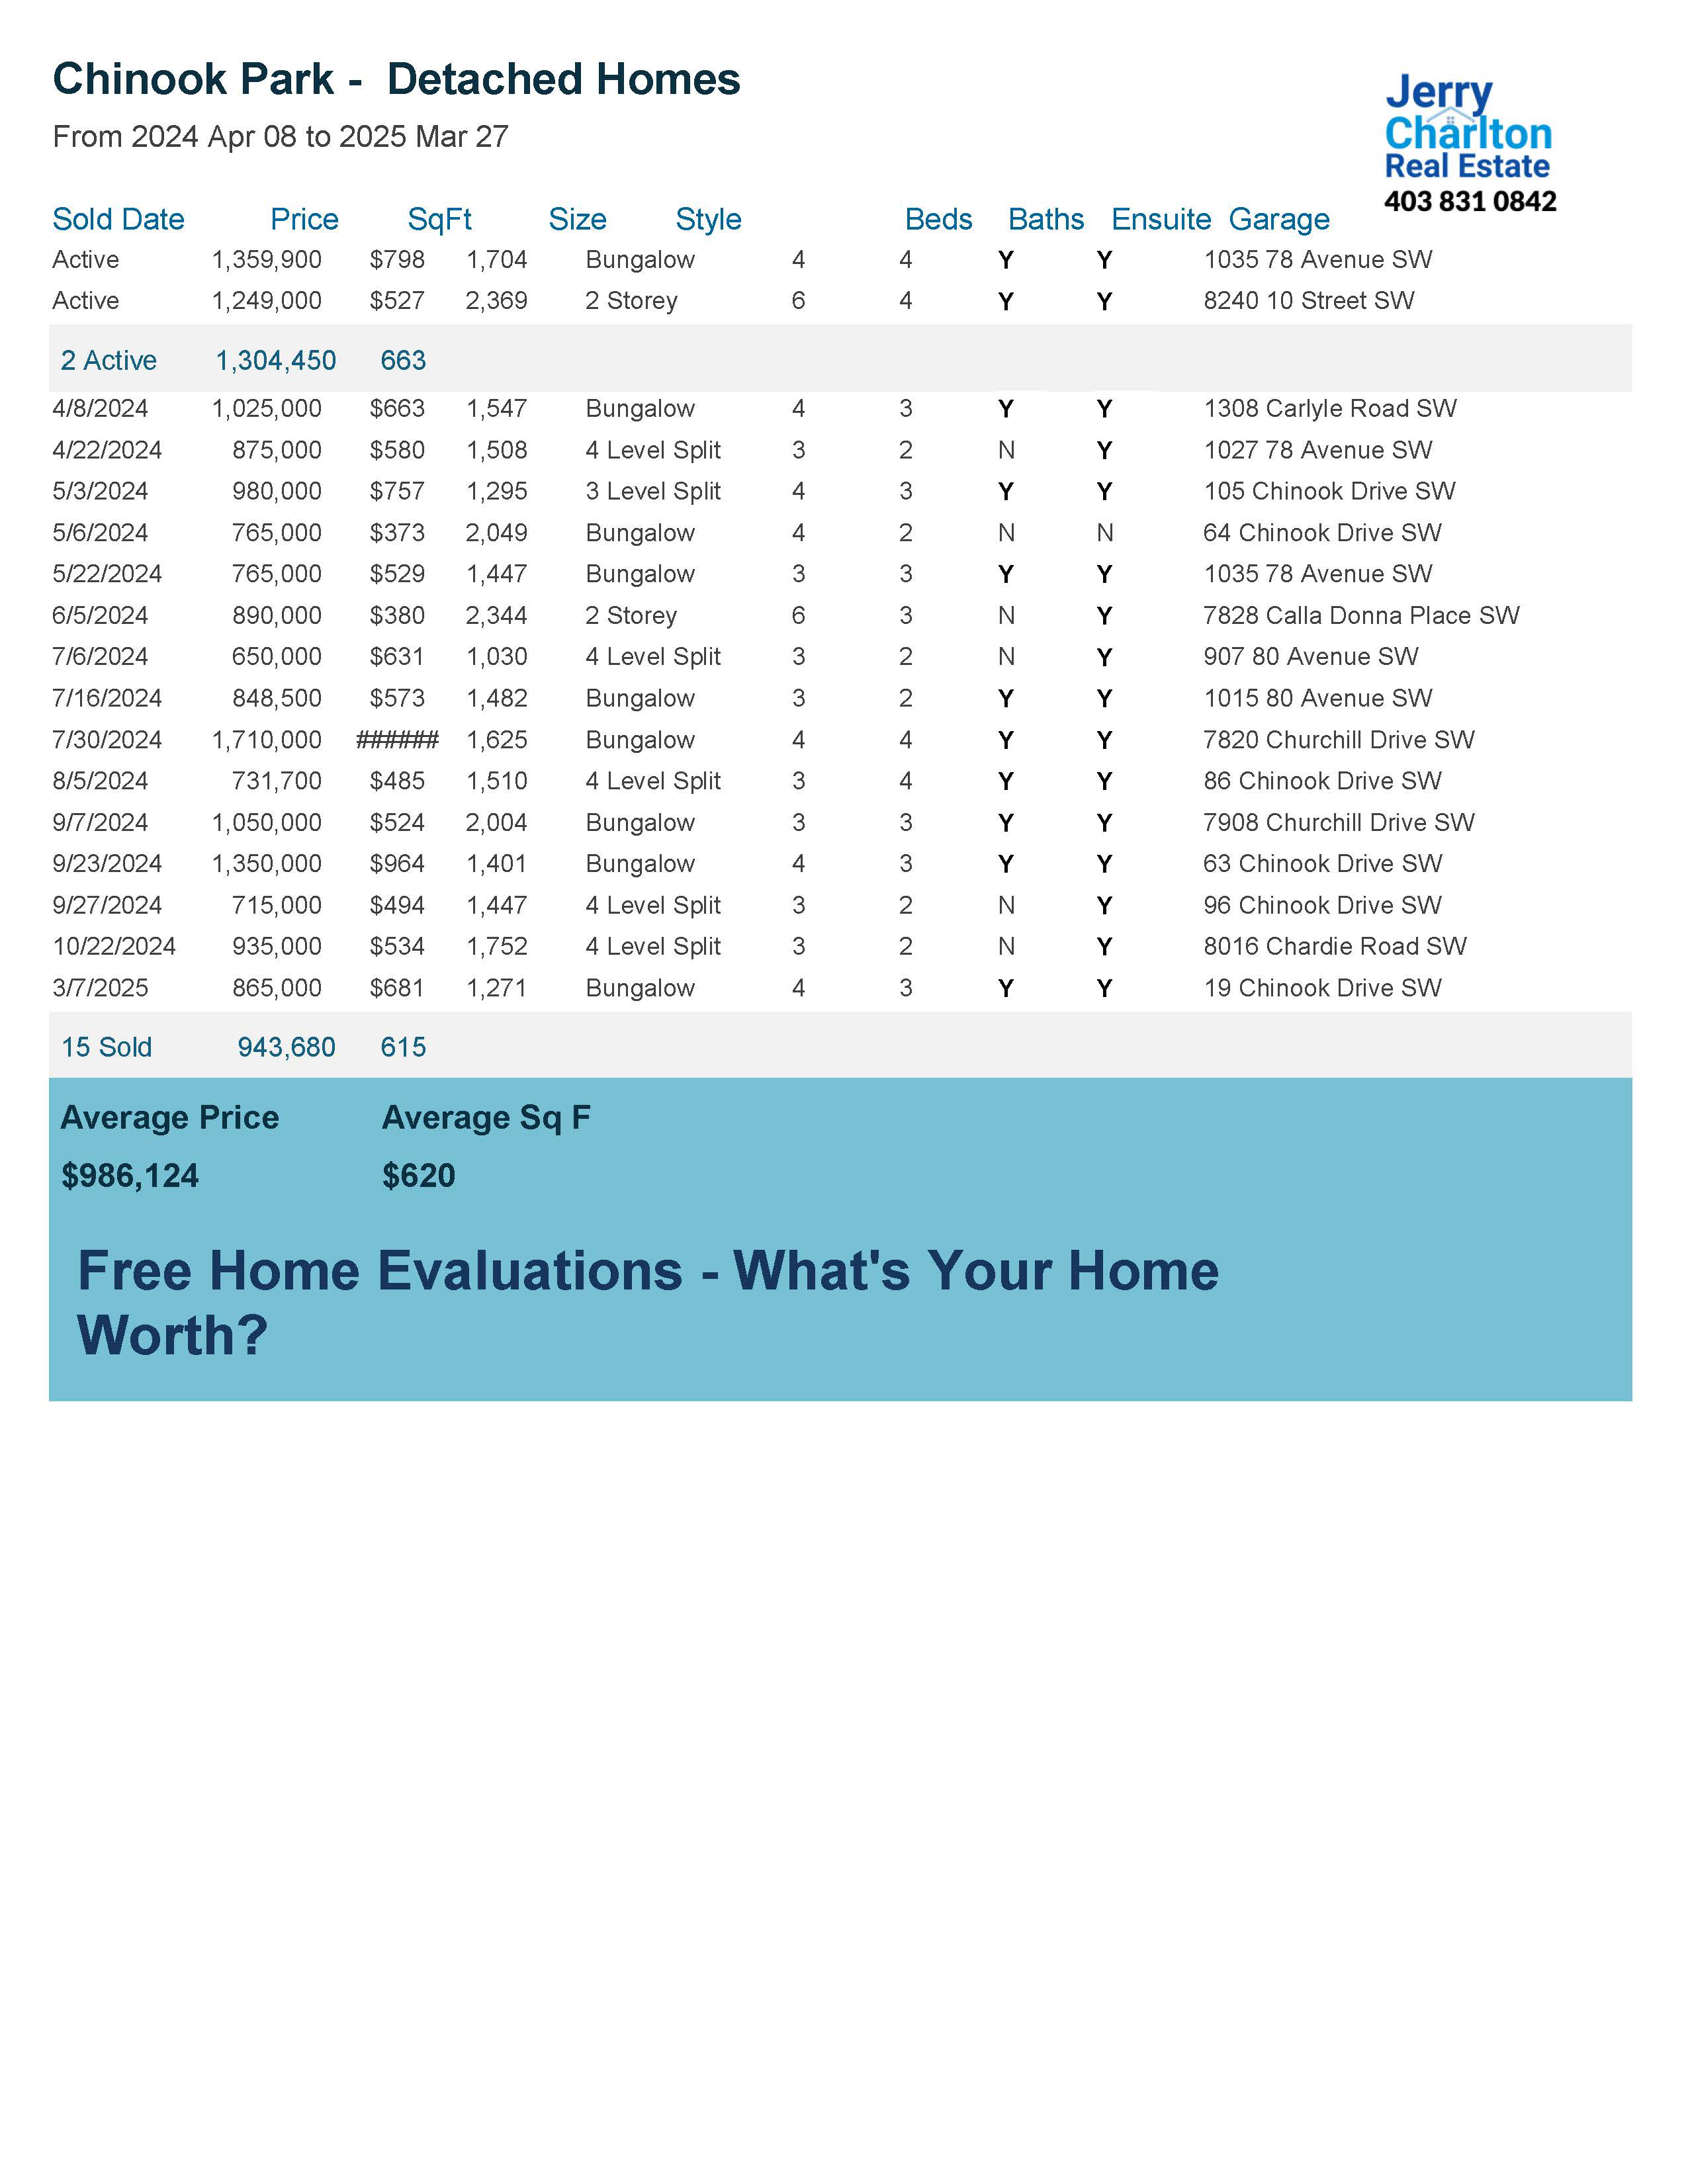 Chinook Park - Detached Homes
From 2024 Apr 08 to 2025 Mar 27
Jerry
Charlton
Real Estate
403 831 0842
Sold Date Price SqFt Size Style Beds Baths Ensuite Garage
Active 1,359,900 $798 1,704 Bungalow 4 4 Y Y 1035 78 Avenue SW
Active 1,249,000 $527 2,369 2 Storey 6 4 Y Y 8240 10 Street SW
2 Active 1,304,450 663
4/8/2024 1,025,000 $663 1,547 Bungalow 4 3 Y Y 1308 Carlyle Road SW
4/22/2024 875,000 $580 1,508 4 Level Split 3 2 N Y 1027 78 Avenue SW
5/3/2024 980,000 $757 1,295 3 Level Split 4 3 Y Y 105 Chinook Drive SW
5/6/2024 765,000 $373 2,049 Bungalow 4 2 N N 64 Chinook Drive SW
5/22/2024 765,000 $529 1,447 Bungalow 3 3 Y Y 1035 78 Avenue SW
6/5/2024 890,000 $380 2,344 2 Storey 6 3 N Y 7828 Calla Donna Place SW
7/6/2024 650,000 $631 1,030 4 Level Split 3 2 N Y 907 80 Avenue SW
7/16/2024 848,500 $573 1,482 Bungalow 3 2 Y Y 1015 80 Avenue SW
7/30/2024 1,710,000 ###### 1,625 Bungalow 4 4 Y Y 7820 Churchill Drive SW
8/5/2024 731,700 $485 1,510 4 Level Split 3 4 Y Y 86 Chinook Drive SW
9/7/2024 1,050,000 $524 2,004 Bungalow 3 3 Y Y 7908 Churchill Drive SW
9/23/2024 1,350,000 $964 1,401 Bungalow 4 3 Y Y 63 Chinook Drive SW
9/27/2024 715,000 $494 1,447 4 Level Split 3 2 N Y 96 Chinook Drive SW
10/22/2024 935,000 $534 1,752 4 Level Split 3 2 N Y 8016 Chardie Road SW
3/7/2025 865,000 $681 1,271 Bungalow 4 3 Y Y 19 Chinook Drive SW
15 Sold 943,680 615
Average Price Average Sq F
$986,124 $620
Free Home Evaluations - What's Your Home
Worth?